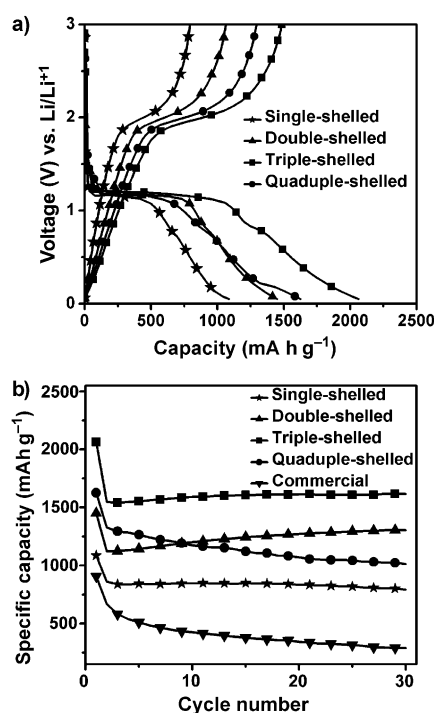 a)
3
2
1
0
Voltage (V) vs. Li/Li⁺¹
Single-shelled
Double-shelled
Triple-shelled
Quaduple-shelled
0 500 1000 1500 2000 2500
Capacity (mA h g⁻¹)
b)
2500
2000
1500
1000
500
Specific capacity (mAh g⁻¹)
Single-shelled
Double-shelled
Triple-shelled
Quaduple-shelled
Commercial
0 10 20 30
Cycle number